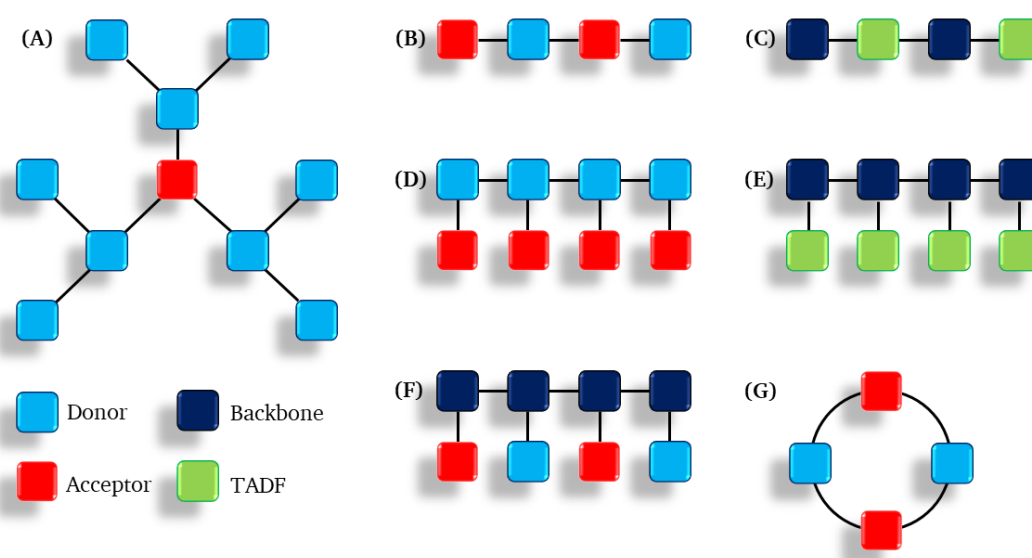 (A)
(B)
(C)
(D)
(E)
(F)
(G)
Donor
Backbone
Acceptor
TADF